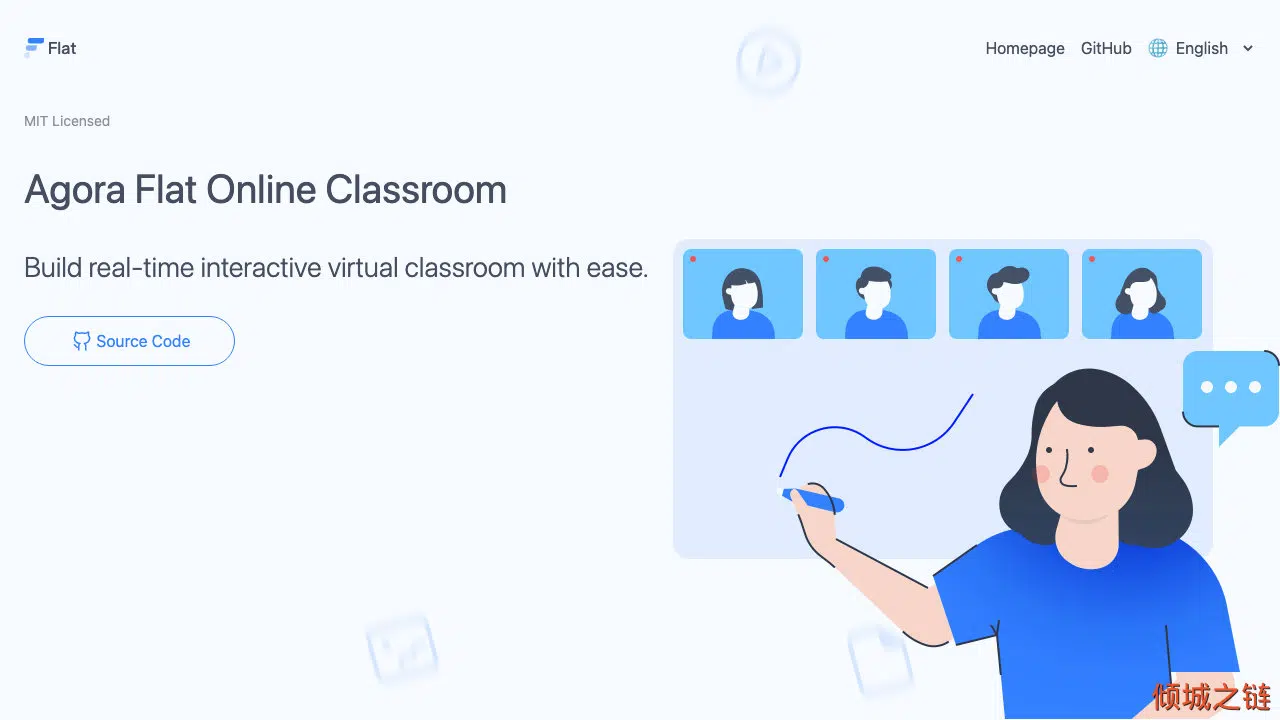 Flat
Homepage GitHub English
MIT Licensed
Agora Flat Online Classroom
Build real-time interactive virtual classroom with ease.
Source Code
倾城之链